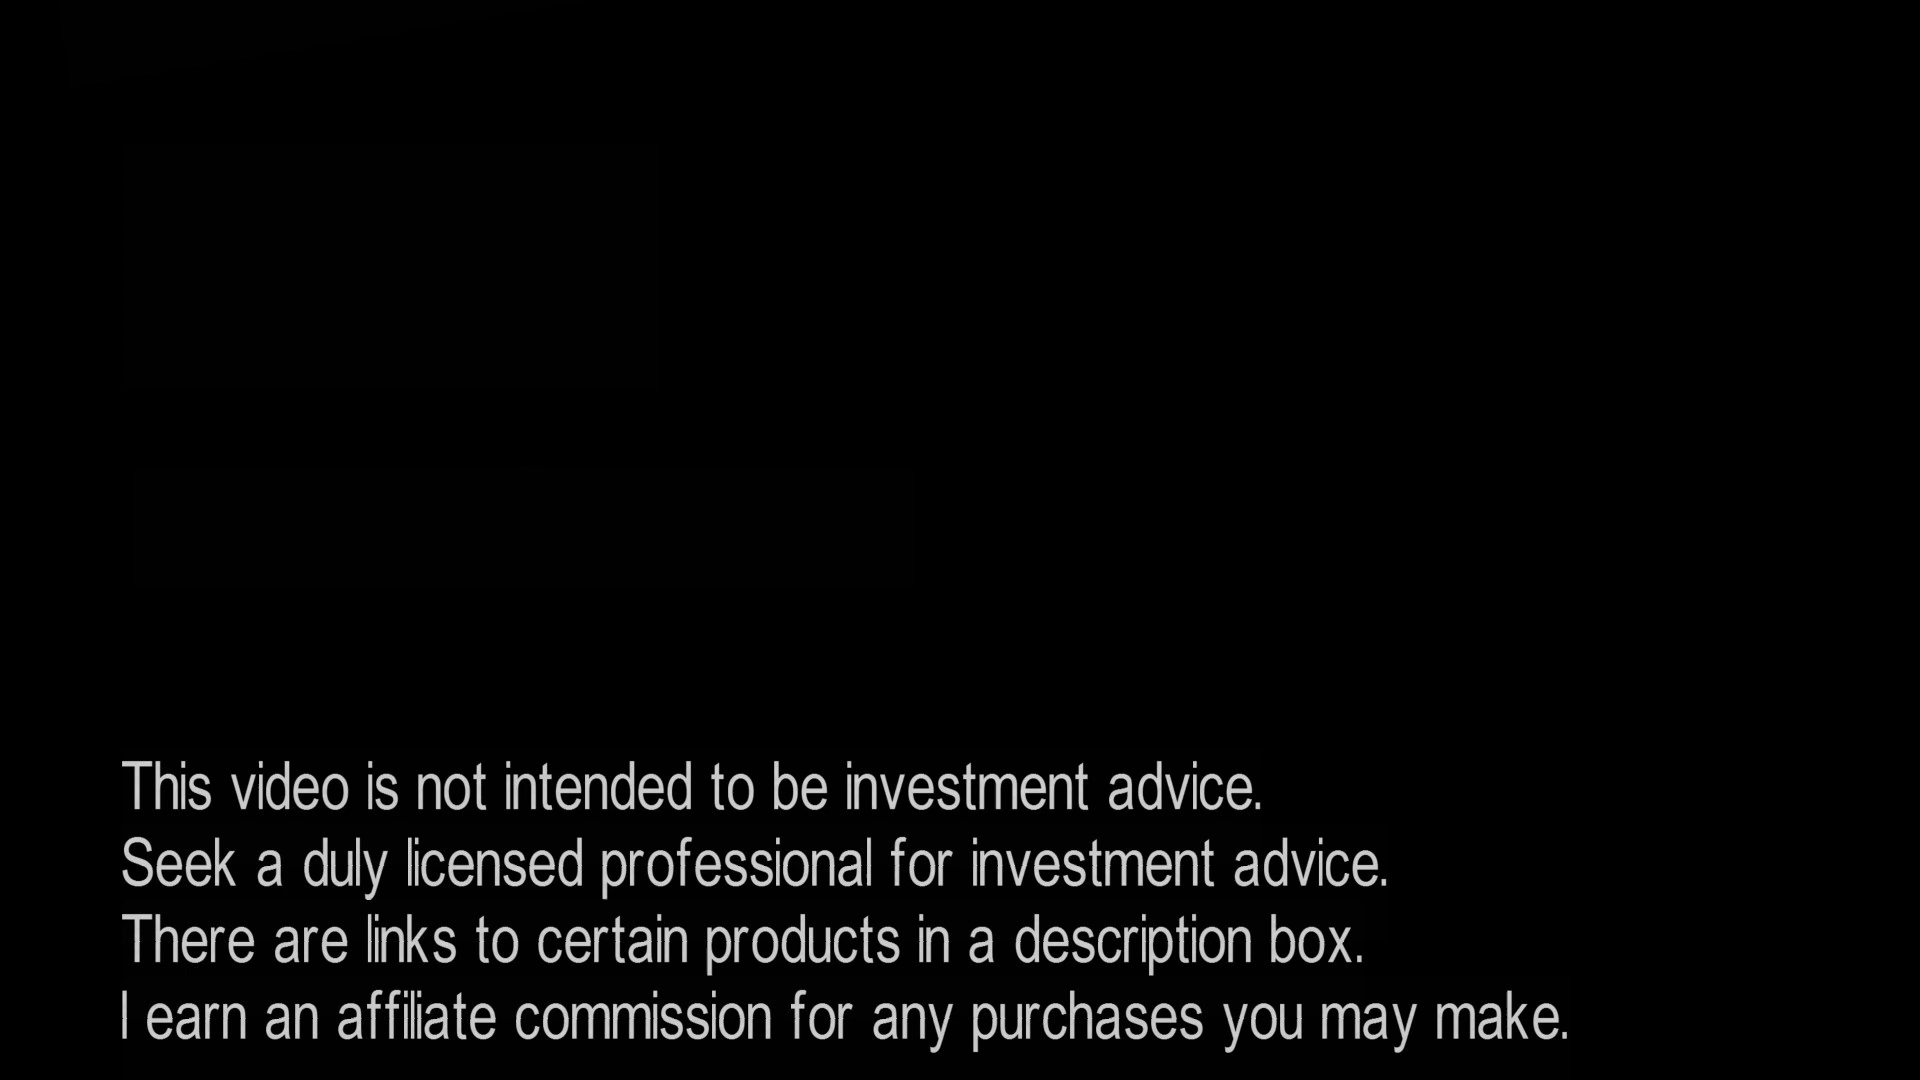 This video is not intended to be investment advice.
Seek a duly licensed professional for investment advice.
There are links to certain products in a description box.
I earn an affiliate commission for any purchases you may make.